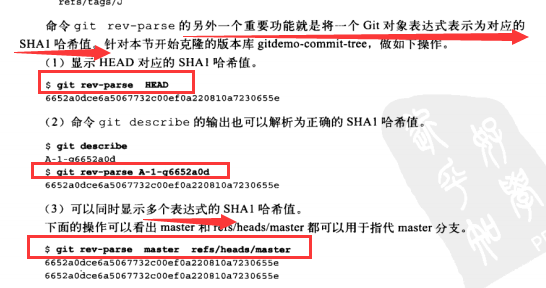 refs/tags/J
命令 git rev-parse 的另外一个重要功能就是将一个 Git 对象表达式表示为对应的
SHA1 哈希值。针对本节开始克隆的版本库 gitdemo-commit-tree，做如下操作。
（1）显示 HEAD 对应的 SHA1 哈希值。
$ git rev-parse HEAD
6652a0dce6a5067732c00ef0a220810a7230655e
（2）命令 git describe 的输出也可以解析为正确的 SHA1 哈希值。
$ git describe
A-1-g6652a0d
$ git rev-parse A-1-g6652a0d
6652a0dce6a5067732c00ef0a220810a7230655e
（3）可以同时显示多个表达式的 SHA1 哈希值。
下面的操作可以看出 master 和 refs/heads/master 都可以用于指代 master 分支。
$ git rev-parse master refs/heads/master
6652a0dce6a5067732c00ef0a220810a7230655e
6652a0dce6a5067732c00ef0a220810a7230655e